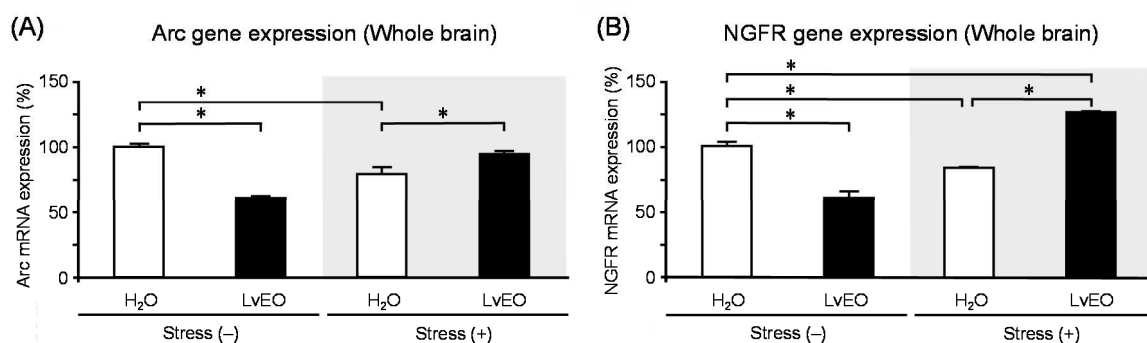 (A)
Arc gene expression (Whole brain)
Arc mRNA expression (%)
150
100
50
0
*
*
*
H₂O
LvEO
H₂O
LvEO
Stress (–)
Stress (+)
(B)
NGFR gene expression (Whole brain)
NGFR mRNA expression (%)
150
100
50
0
*
*
*
*
H₂O
LvEO
H₂O
LvEO
Stress (–)
Stress (+)